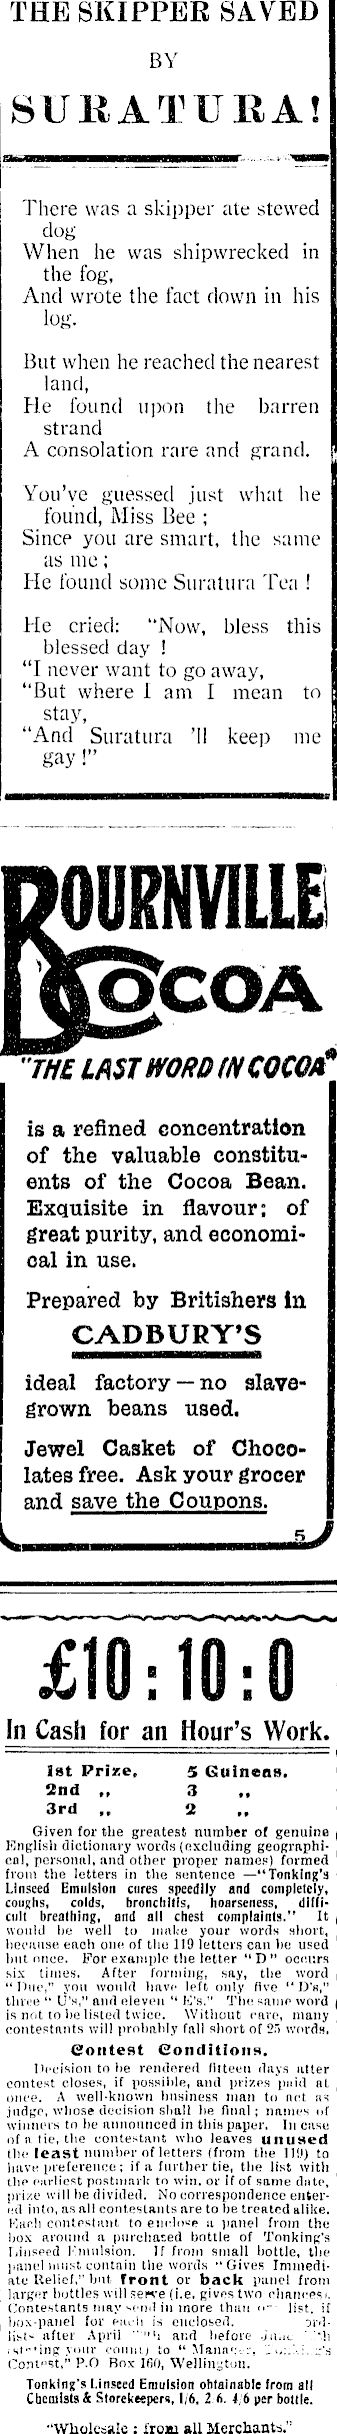 THE SKIPPER SAVED
BY
SURATURA!
There was a skipper ate stewed
dog
When he was shipwrecked in
the fog,
And wrote the fact down in his
log.
But when he reached the nearest
land,
He found upon the barren
strand
A consolation rare and grand.
You've guessed just what he
found, Miss Bee ;
Since you are smart, the same
as me ;
He found some Suratura Tea !
He cried: "Now, bless this
blessed day !
"I never want to go away,
"But where I am I mean to
stay,
"And Suratura 'll keep me
gay !"
BOURNVILLE
COCOA
"THE LAST WORD IN COCOA"
is a refined concentration
of the valuable constitu-
ents of the Cocoa Bean.
Exquisite in flavour; of
great purity, and economi-
cal in use.
Prepared by Britishers in
CADBURY'S
ideal factory — no slave-
grown beans used.
Jewel Casket of Choco-
lates free. Ask your grocer
and save the Coupons.
5
£10 : 10 : 0
In Cash for an Hour's Work.
1st Prize, 5 Guineas.
2nd ,, 3 ,,
3rd ,, 2 ,,
Given for the greatest number of genuine
English dictionary words (excluding geographi-
cal, personal, and other proper names) formed
from the letters in the sentence —"Tonking's
Linseed Emulsion cures speedily and completely,
coughs, colds, bronchitis, hoarseness, diffi-
cult breathing, and all chest complaints." It
would be well to make your words short,
because each one of the 119 letters can be used
but once. For example the letter "D" occurs
six times. After forming, say, the word
"Due," you would have left only five "D's,"
three "U's," and eleven "E's." The same word
is not to be listed twice. Without care, many
contestants will probably fall short of 25 words.
Contest Conditions.
Decision to be rendered fifteen days after
contest closes, if possible, and prizes paid at
once. A well-known business man to act as
judge, whose decision shall be final ; names of
winners to be announced in this paper. In case
of a tie, the contestant who leaves unused
the least number of letters (from the 119) to
have preference ; if a further tie, the list with
the earliest postmark to win, or if of same date,
prize will be divided. No correspondence enter-
ed into, as all contestants are to be treated alike.
Each contestant to enclose a panel from the
box around a purchased bottle of Tonking's
Linseed Emulsion. If from small bottle, the
panel must contain the words "Gives Immedi-
ate Relief," but front or back panel from
larger bottles will serve (i.e. gives two chances).
Contestants may send in more than list, if
box-panel for each is enclosed.
lists after April and before
your county to "Manager,
Contest," P.O Box 160, Wellington.
Tonking's Linseed Emulsion obtainable from all
Chemists & Storekeepers, 1/6, 2/6, 4/6 per bottle.
"Wholesale : from all Merchants."